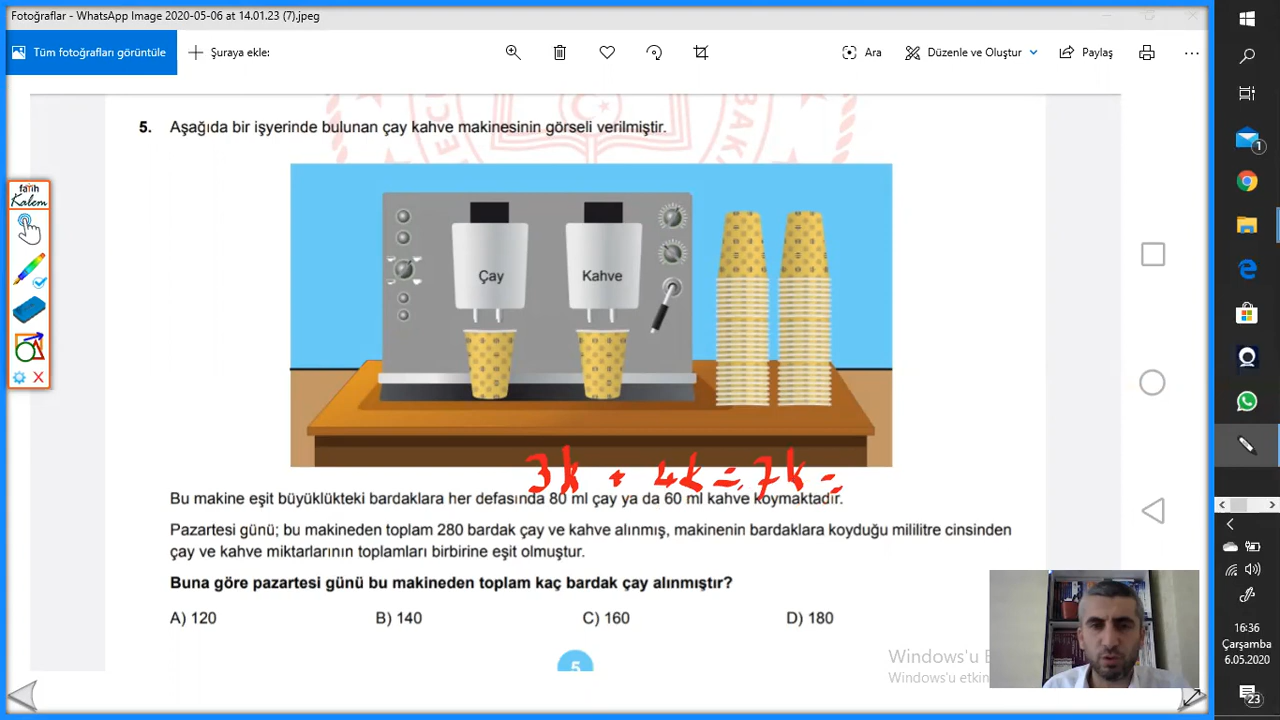 Fotoğraflar - WhatsApp Image 2020-05-06 at 14.01.23 (7).jpeg
Tüm fotoğrafları görüntüle
Şuraya ekle:
Ara
Düzenle ve Oluştur
Paylaş
5. Aşağıda bir işyerinde bulunan çay kahve makinesinin görseli verilmiştir.
fatih
Kalem
Çay
Kahve
3k + 4k = 7k =
Bu makine eşit büyüklükteki bardaklara her defasında 80 ml çay ya da 60 ml kahve koymaktadır.
Pazartesi günü; bu makineden toplam 280 bardak çay ve kahve alınmış, makinenin bardaklara koyduğu mililitre cinsinden
çay ve kahve miktarlarının toplamları birbirine eşit olmuştur.
Buna göre pazartesi günü bu makineden toplam kaç bardak çay alınmıştır?
A) 120 B) 140 C) 160 D) 180
5
Windows'u E
Windows'u etkin
1
16:36
Çarşamba
6.05.2020
23